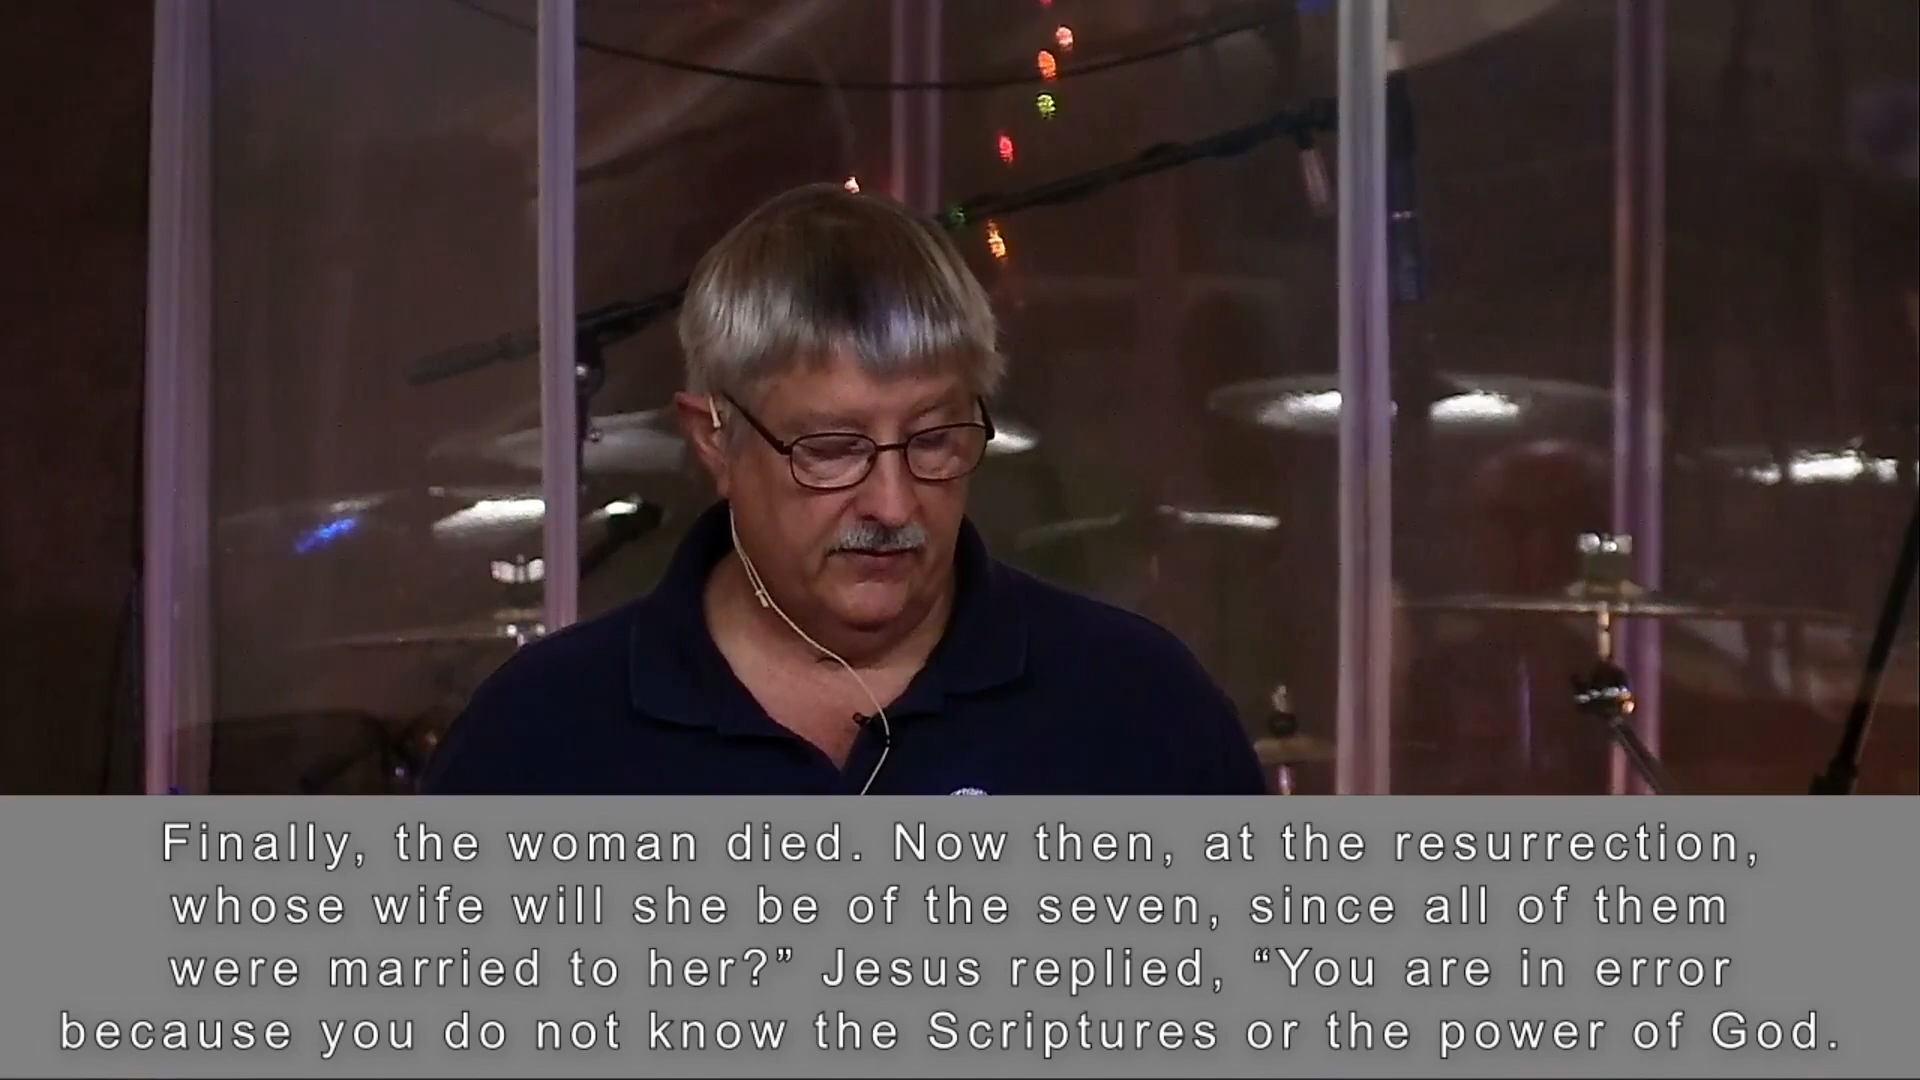 Finally, the woman died. Now then, at the resurrection,
whose wife will she be of the seven, since all of them
were married to her?” Jesus replied, “You are in error
because you do not know the Scriptures or the power of God.